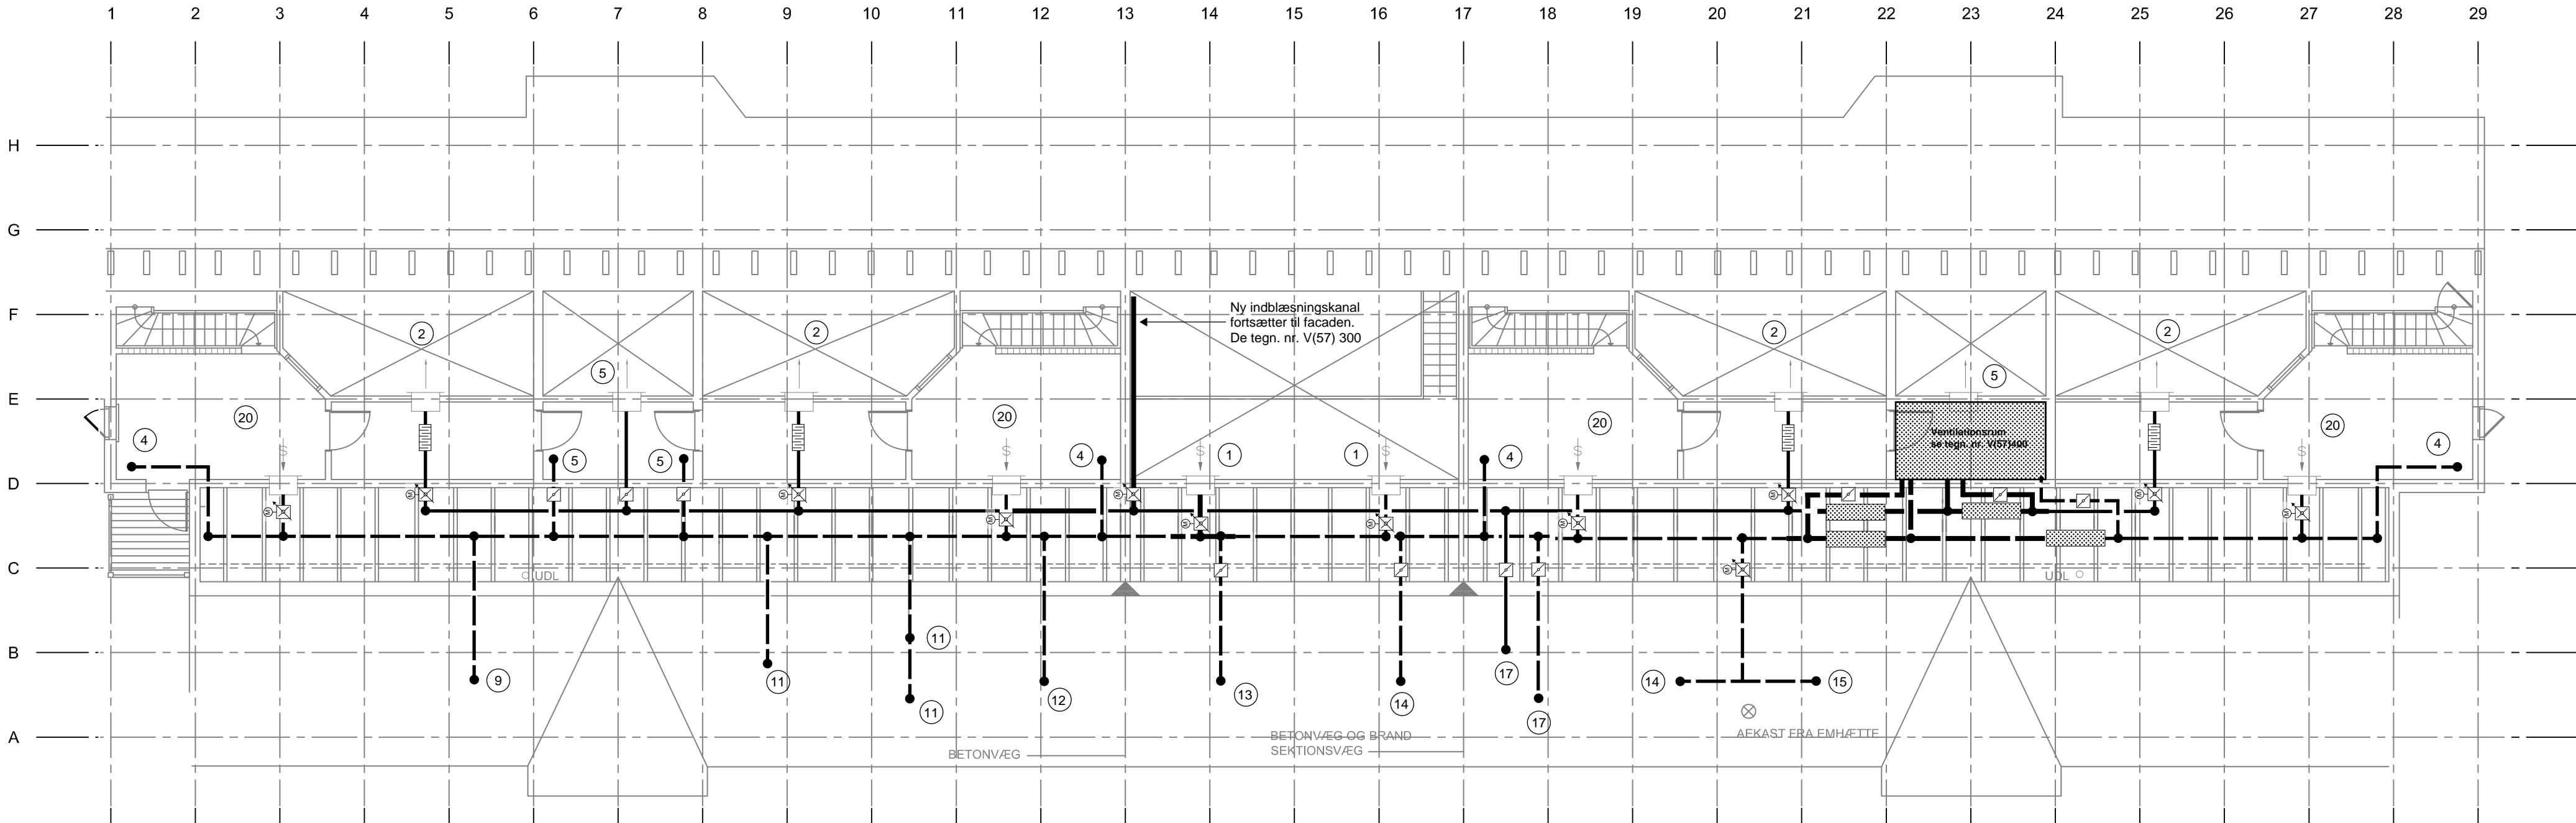 1 2 3 4 5 6 7 8 9 10 11 12 13 14 15 16 17 18 19 20 21 22 23 24 25 26 27 28 29
H
G
F
Ny indblæsningskanal
fortsætter til facaden.
De tegn. nr. V(57) 300
2 2 2 2
5 5
E
20 20 20 20
Ventilationsrum
se tegn. nr. V(57)400
4 5 5 4 1 1 4 4
S S S S S S
D
M M M M M M M M M M M
C
M
UDL UDL
11
B
9 11 11 12 13 14 17 17 14 15
A
BETONVÆG
BETONVÆG OG BRAND
SEKTIONSVÆG
AFKAST FRA EMHÆTTE